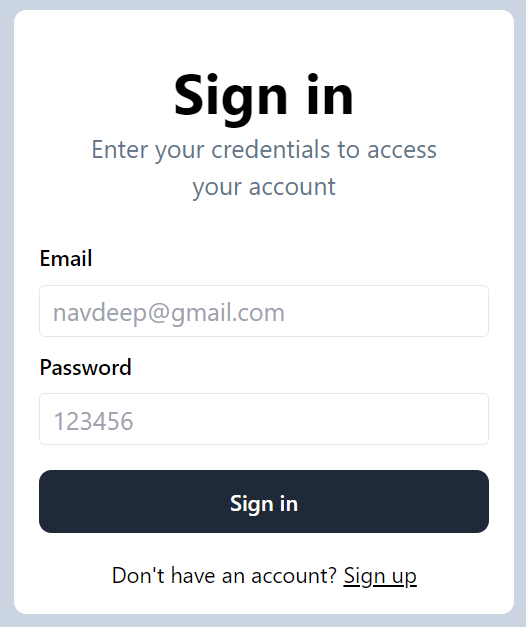 Sign in
Enter your credentials to access
your account
Email
navdeep@gmail.com
Password
123456
Sign in
Don't have an account? Sign up